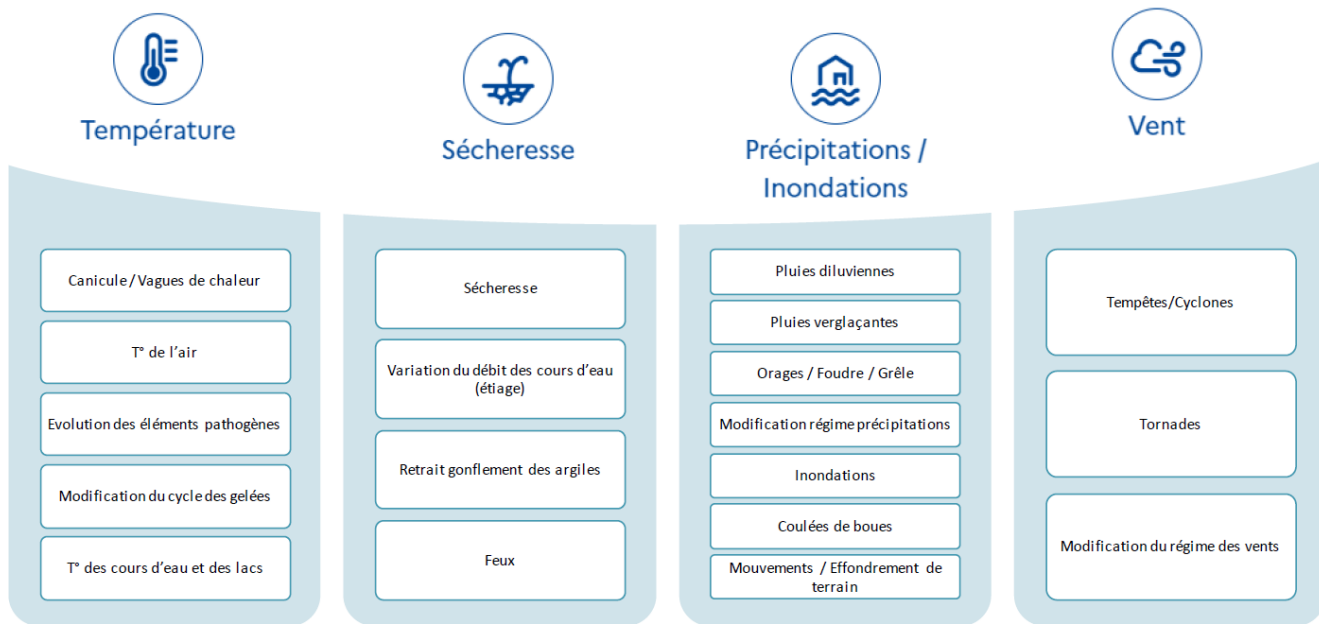 Température
Canicule / Vagues de chaleur
T° de l’air
Evolution des éléments pathogènes
Modification du cycle des gelées
T° des cours d’eau et des lacs
Sécheresse
Sécheresse
Variation du débit des cours d’eau
(étiage)
Retrait gonflement des argiles
Feux
Précipitations /
Inondations
Pluies diluviennes
Pluies verglaçantes
Orages / Foudre / Grêle
Modification régime précipitations
Inondations
Coulées de boues
Mouvements / Effondrement de
terrain
Vent
Tempêtes/Cyclones
Tornades
Modification du régime des vents